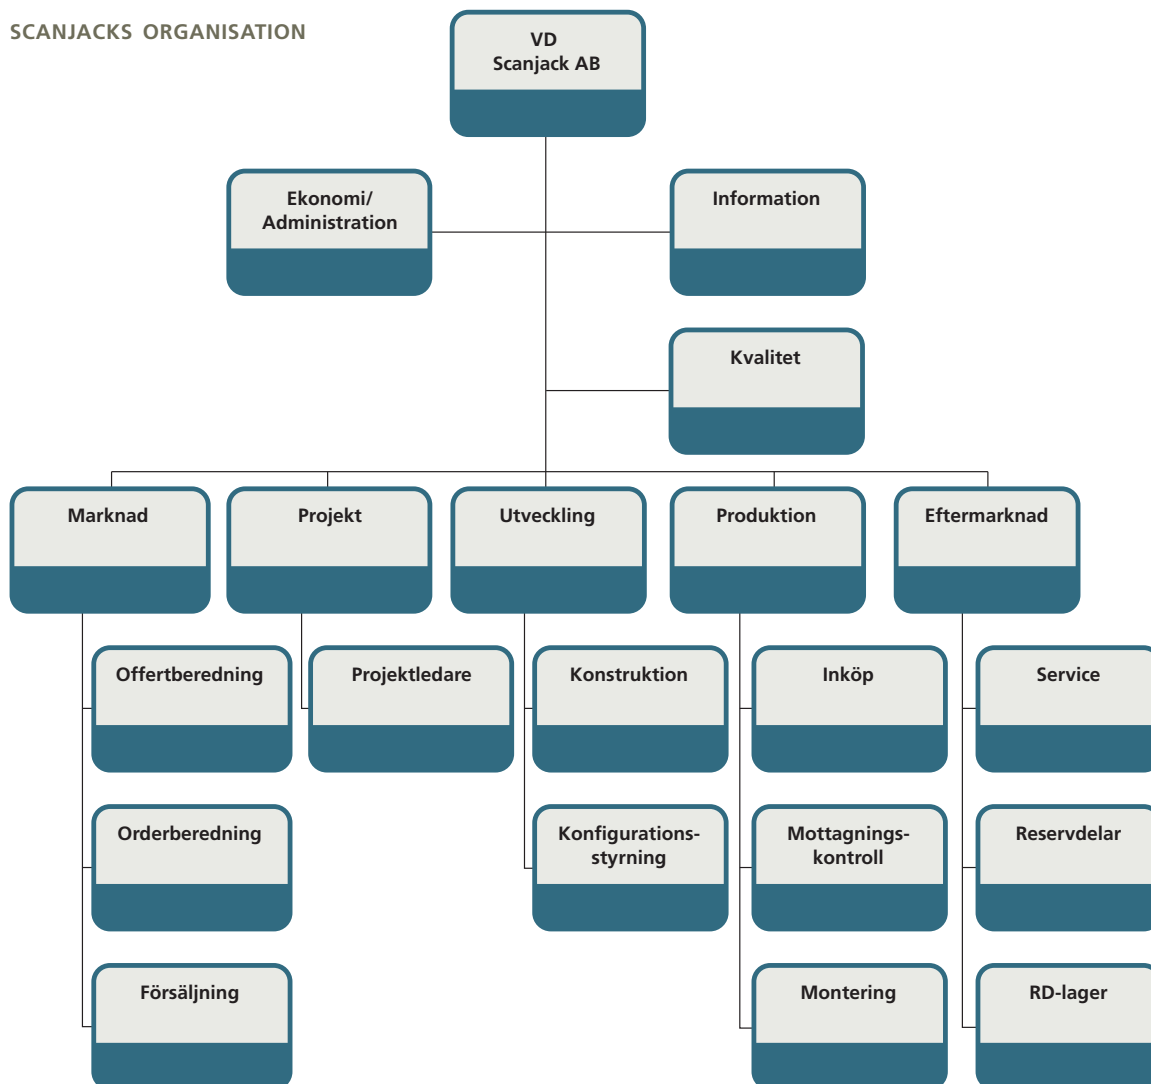 SCANJACKS ORGANISATION
VD
Scanjack AB
Ekonomi/
Administration
Information
Kvalitet
Marknad
Projekt
Utveckling
Produktion
Eftermarknad
Offertberedning
Projektledare
Konstruktion
Inköp
Service
Orderberedning
Konfigurations-
styrning
Mottagnings-
kontroll
Reservdelar
Försäljning
Montering
RD-lager